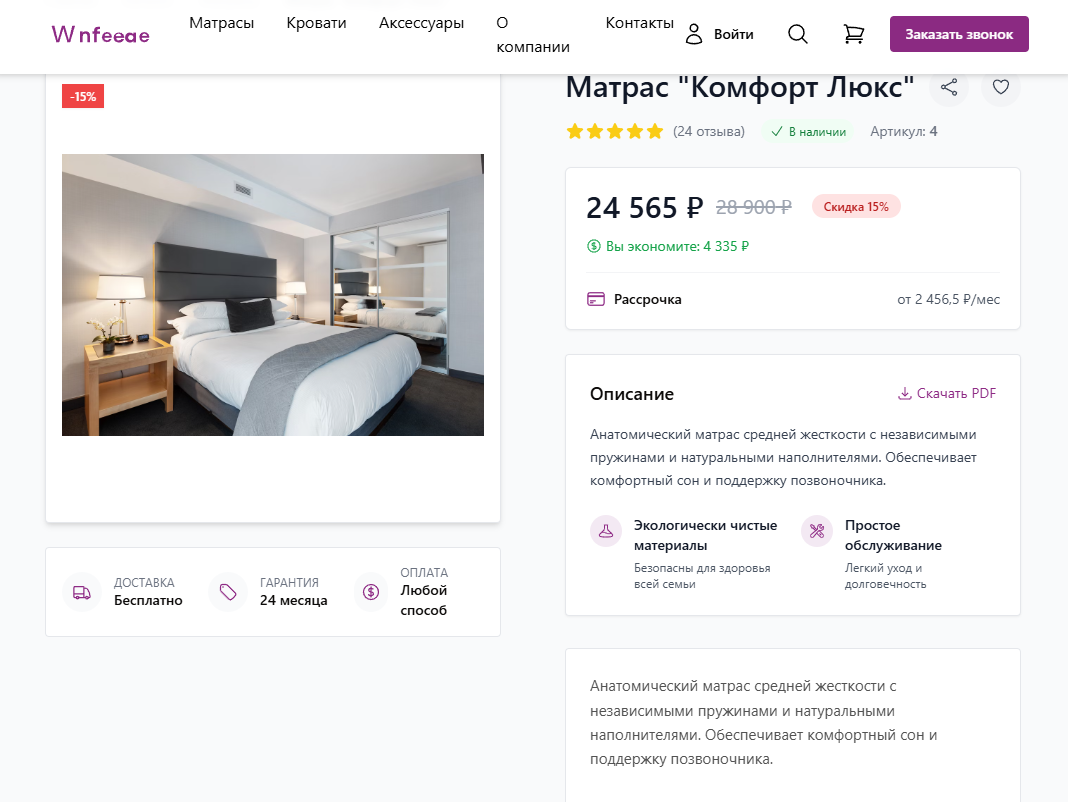 Wnfeeae
Матрасы
Кровати
Аксессуары
О компании
Контакты
Войти
Заказать звонок
-15%
Матрас "Комфорт Люкс"
(24 отзыва)
В наличии
Артикул: 4
24 565 ₽
28 900 ₽
Скидка 15%
Вы экономите: 4 335 ₽
Рассрочка
от 2 456,5 ₽/мес
Описание
Скачать PDF
Анатомический матрас средней жесткости с независимыми
пружинами и натуральными наполнителями. Обеспечивает
комфортный сон и поддержку позвоночника.
Экологически чистые
материалы
Безопасны для здоровья
всей семьи
Простое
обслуживание
Легкий уход и
долговечность
ДОСТАВКА
Бесплатно
ГАРАНТИЯ
24 месяца
ОПЛАТА
Любой
способ
Анатомический матрас средней жесткости с
независимыми пружинами и натуральными
наполнителями. Обеспечивает комфортный сон и
поддержку позвоночника.